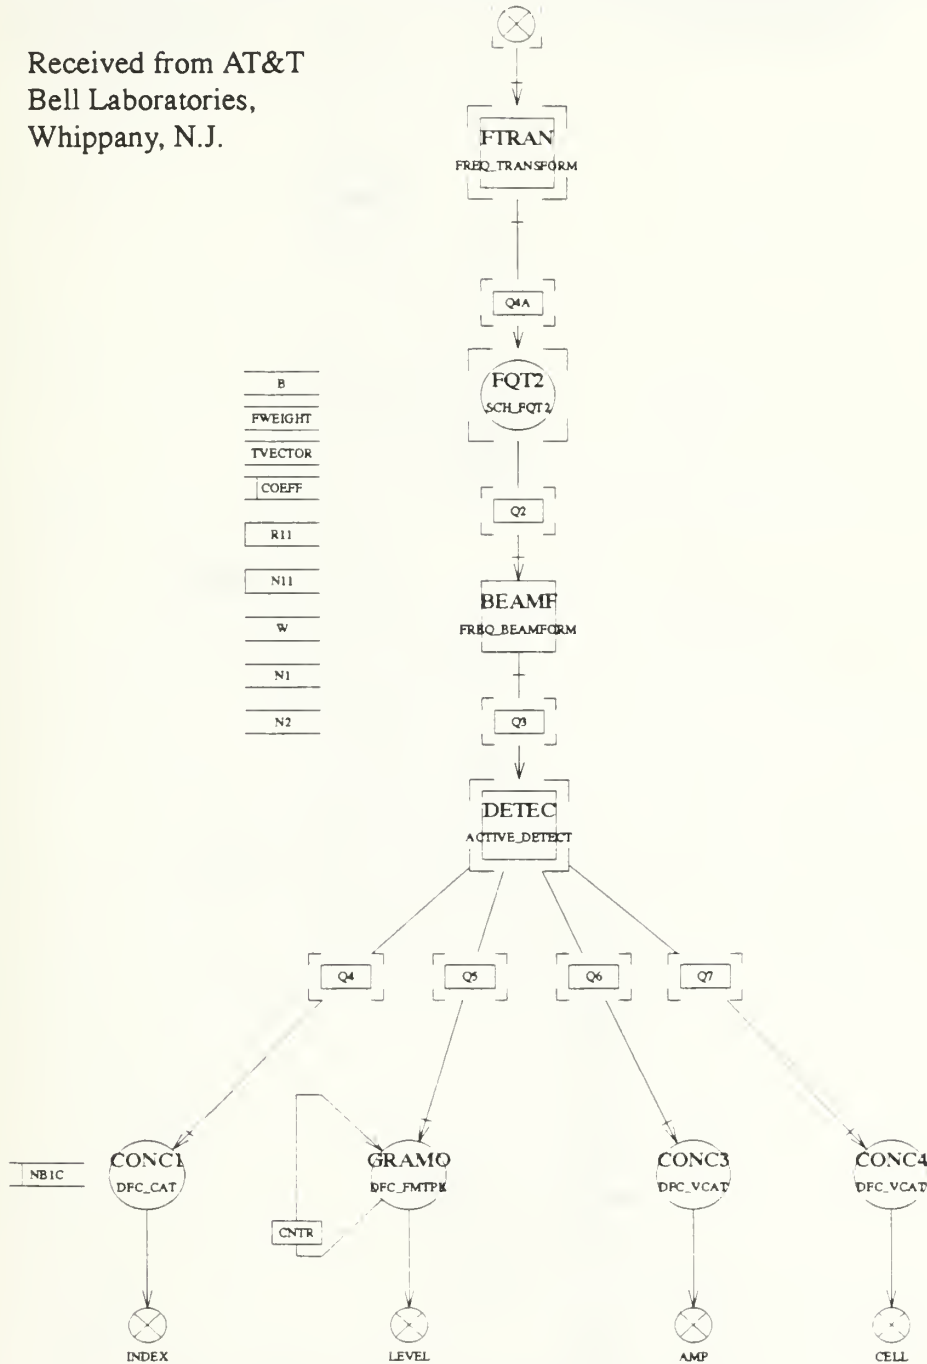 Received from AT&T
Bell Laboratories,
Whippany, N.J.
FTRAN
FREQ_TRANSFORM
Q4A
FQT2
SCH_FQT2
B
FWEIGHT
TVECTOR
COEFF
R11
N11
W
N1
N2
Q2
BEAMF
FREQ_BEAMFORM
Q3
DETEC
ACTIVE_DETECT
Q4
Q5
Q6
Q7
NB1C
CONC1
DFC_CAT
GRAMO
DFC_FMTPK
CONC3
DFC_VCAT
CONC4
DFC_VCAT
CNTR
INDEX
LEVEL
AMP
CELL